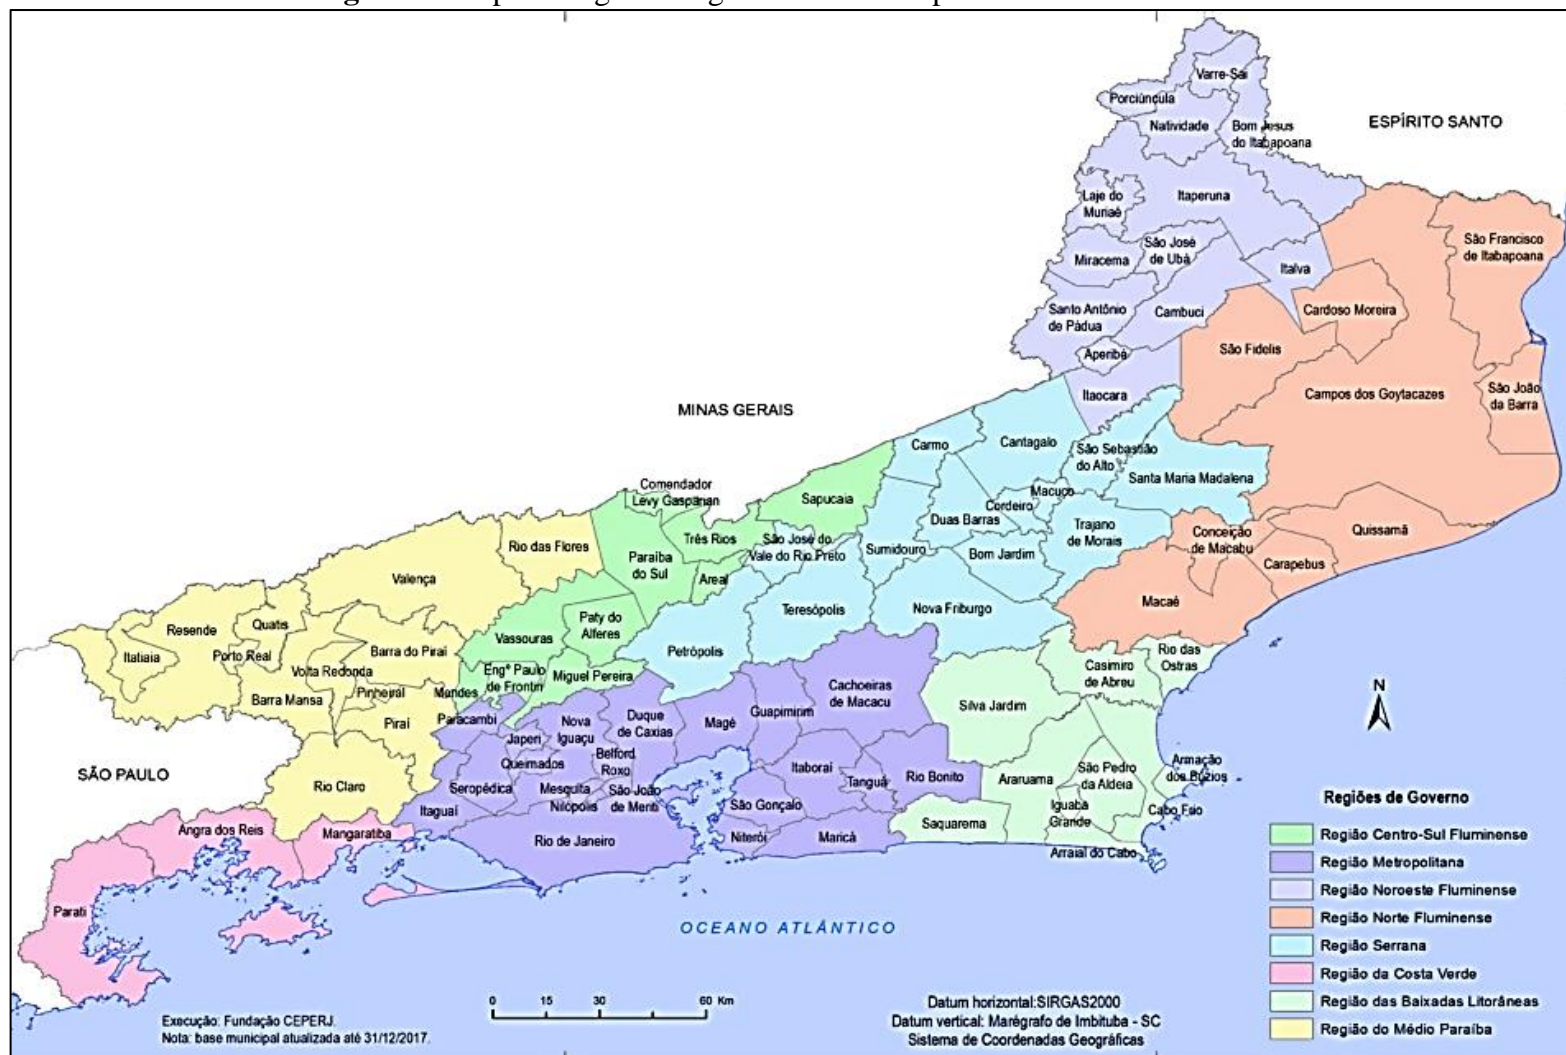 Varre-Sai
Porciúncula
Natividade
Bom Jesus
do Itabapoana
ESPÍRITO SANTO
Laje do
Muriaé
Itaperuna
São Francisco
de Itabapoana
Miracema
São José
de Ubá
Italva
Santo Antônio
de Pádua
Cambuci
Cardoso Moreira
Aperibé
São Fidelis
Itaocara
Campos dos Goytacazes
São João
da Barra
MINAS GERAIS
Carmo
Cantagalo
São Sebastião
do Alto
Santa Maria Madalena
Comendador
Levy Gasparian
Sapucaia
Macuco
Cordeiro
Duas Barras
Trajano
de Morais
Conceição
de Macabu
Quissamã
Rio das Flores
Três Rios
São José do
Vale do Rio Preto
Sumidouro
Bom Jardim
Carapebus
Paraíba
do Sul
Areal
Valença
Macaé
Teresópolis
Nova Friburgo
Paty do
Alferes
Vassouras
Petrópolis
Resende
Quatis
Itatiaia
Porto Real
Volta Redonda
Barra do Piraí
Engº Paulo
de Frontin
Miguel Pereira
Casimiro
de Abreu
Rio das
Ostras
Barra Mansa
Pinheiral
Mendes
Cachoeiras
de Macacu
Silva Jardim
N
Piraí
Paracambi
Nova
Iguaçu
Duque
de Caxias
Magé
Guapimirim
Japeri
Queimados
Belford
Roxo
Itaboraí
Tanguá
Rio Bonito
Araruama
São Pedro
da Aldeia
Armação
dos Búzios
SÃO PAULO
Rio Claro
Seropédica
Mesquita
Nilópolis
São João
de Meriti
São Gonçalo
Iguaba
Grande
Cabo Frio
Itaguaí
Angra dos Reis
Mangaratiba
Rio de Janeiro
Niterói
Maricá
Saquarema
Arraial do Cabo
Parati
OCEANO ATLÂNTICO
Regiões de Governo
Região Centro-Sul Fluminense
Região Metropolitana
Região Noroeste Fluminense
Região Norte Fluminense
Região Serrana
Região da Costa Verde
Região das Baixadas Litorâneas
Região do Médio Paraíba
0 15 30 60 Km
Execução: Fundação CEPERJ.
Nota: base municipal atualizada até 31/12/2017.
Datum horizontal:SIRGAS2000
Datum vertical: Marégrafo de Imbituba - SC
Sistema de Coordenadas Geográficas